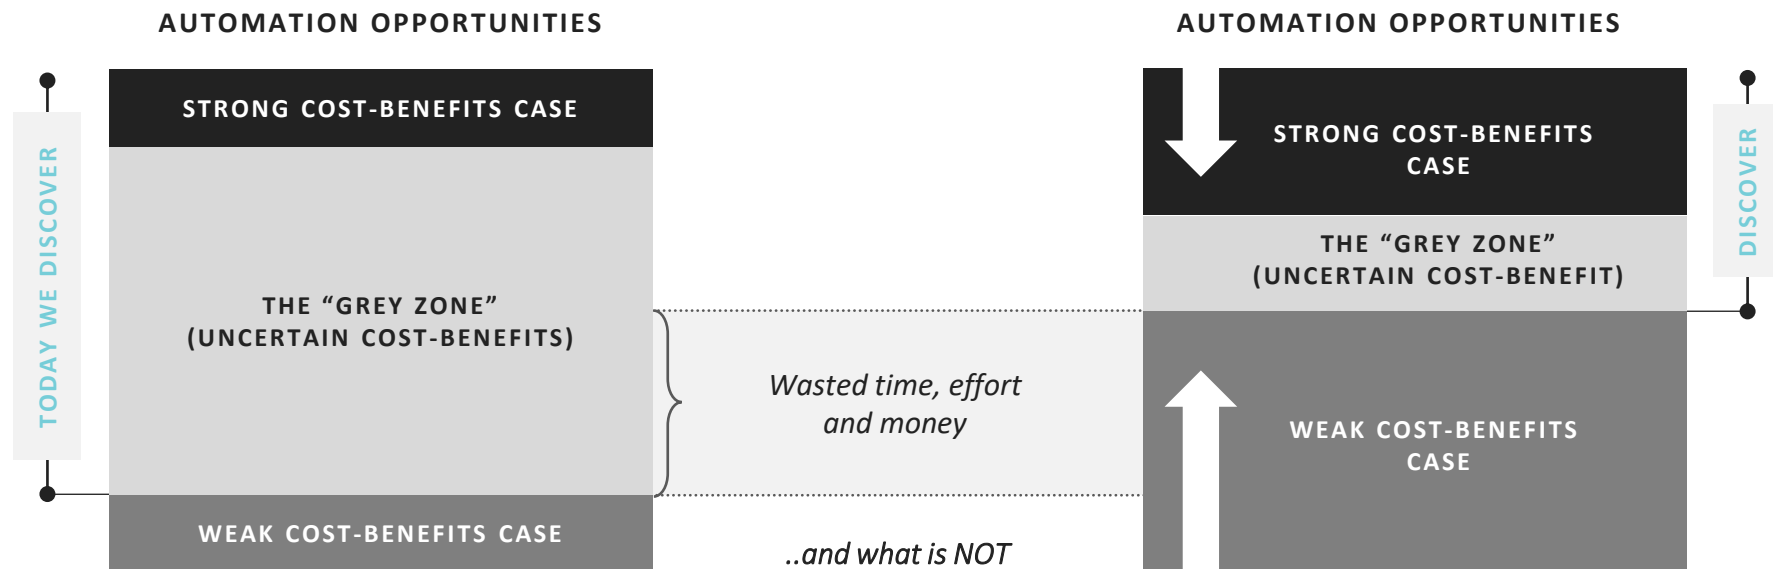 AUTOMATION OPPORTUNITIES
TODAY WE DISCOVER
STRONG COST-BENEFITS CASE
THE “GREY ZONE”
(UNCERTAIN COST-BENEFITS)
WEAK COST-BENEFITS CASE
Wasted time, effort
and money
..and what is NOT
AUTOMATION OPPORTUNITIES
STRONG COST-BENEFITS
CASE
THE “GREY ZONE”
(UNCERTAIN COST-BENEFIT)
WEAK COST-BENEFITS
CASE
DISCOVER